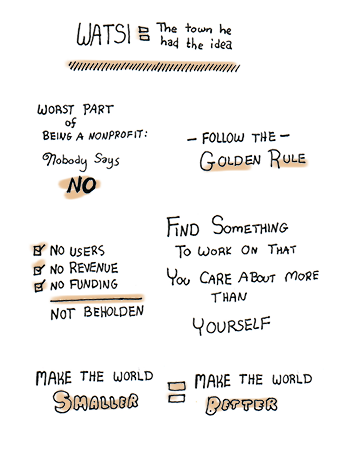 WATSI = The town he
had the idea
WORST PART
of
BEING A NONPROFIT:
Nobody Says
NO
- FOLLOW THE -
GOLDEN RULE
NO USERS
NO REVENUE
NO FUNDING
NOT BEHOLDEN
FIND SOMETHING
TO WORK ON THAT
YOU CARE ABOUT MORE
THAN
YOURSELF
MAKE THE WORLD
SMALLER
=
MAKE THE WORLD
BETTER